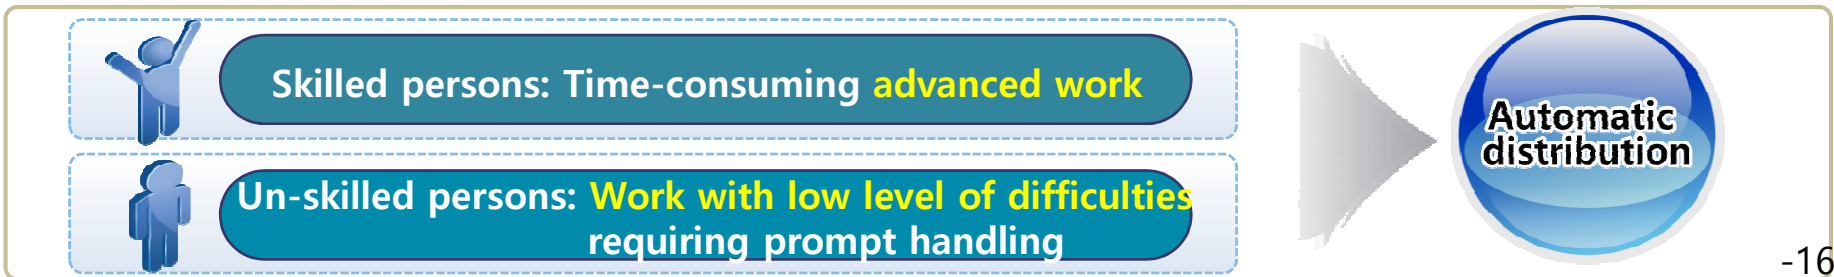 Skilled persons: Time-consuming advanced work
Un-skilled persons: Work with low level of difficulties
requiring prompt handling
Automatic
distribution
-16